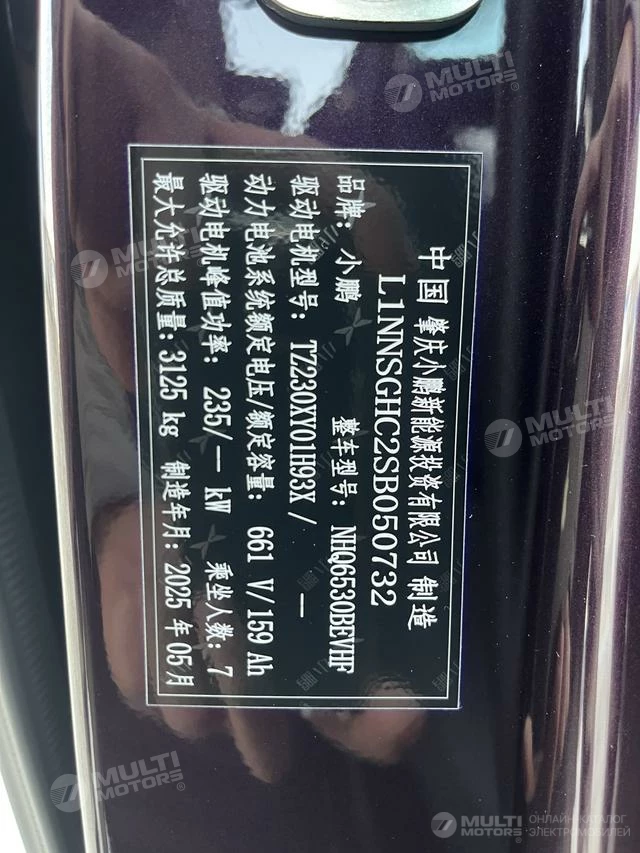 中国 肇庆小鹏新能源投资有限公司 制造
L1NNSGHC2SB050732
品牌: 小鹏 整车型号: NHQ6530BEVHF
驱动电机型号: TZ230XY01H93X / —
动力电池系统额定电压/额定容量: 661 V/159 Ah
驱动电机峰值功率: 235/— kW 乘坐人数: 7
最大允许总质量: 3125 kg 制造年月: 2025 年 05 月
MULTI MOTORS®
MULTI MOTORS®
MULTI MOTORS®
MULTI MOTORS®
MULTI MOTORS® ОНЛАЙН-КАТАЛОГ ЭЛЕКТРОМОБИЛЕЙ